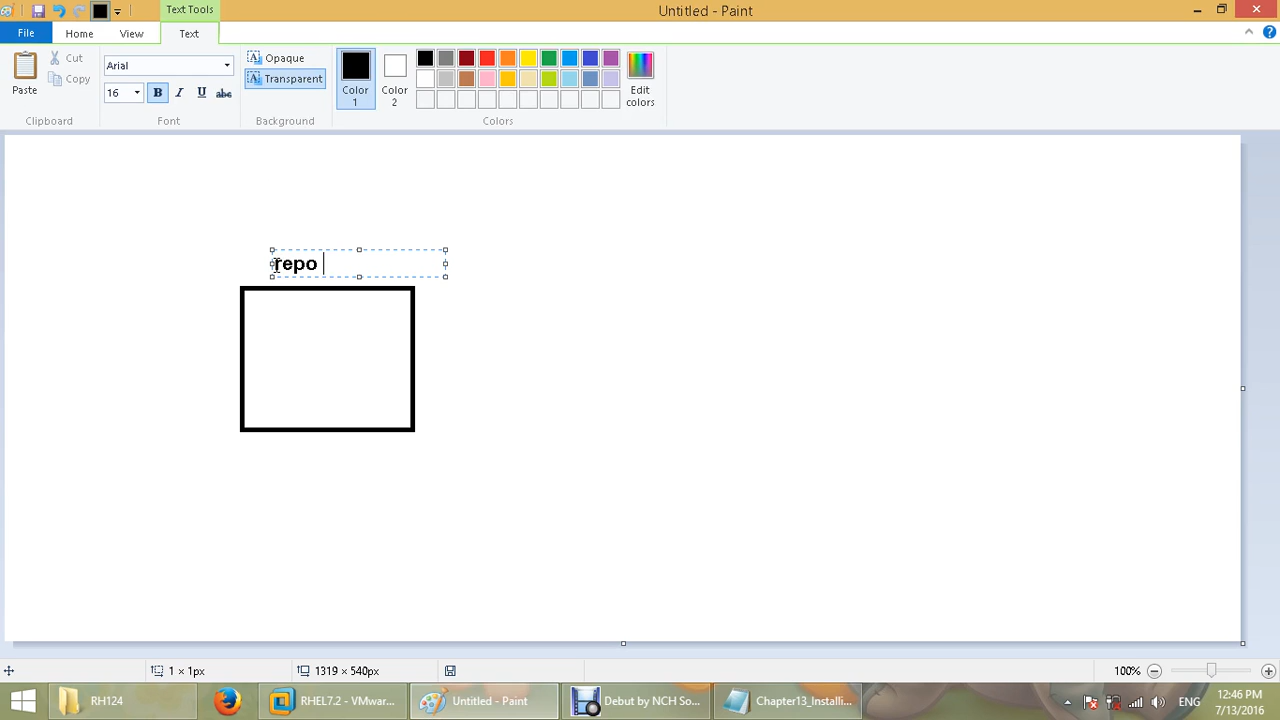 Text Tools
Untitled - Paint
File
Home
View
Text
Paste
Cut
Copy
Clipboard
Arial
16
B
I
U
abc
Font
A
Opaque
A
Transparent
Background
Color
1
Color
2
Edit
colors
Colors
repo
1 × 1px
1319 × 540px
100%
RH124
RHEL7.2 - VMwar...
Untitled - Paint
Debut by NCH So...
Chapter13_Installi...
ENG
12:46 PM
7/13/2016